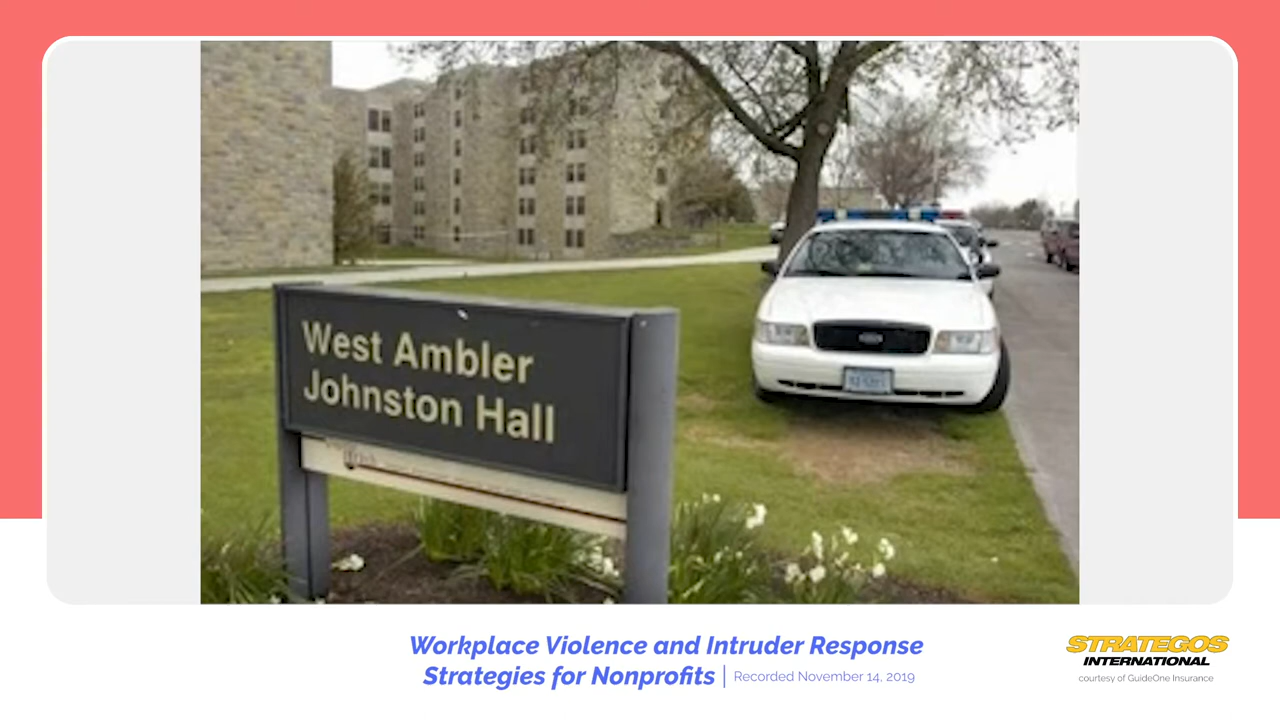 West Ambler
Johnston Hall
Workplace Violence and Intruder Response
Strategies for Nonprofits | Recorded November 14, 2019
STRATEGOS
INTERNATIONAL
courtesy of GuideOne Insurance